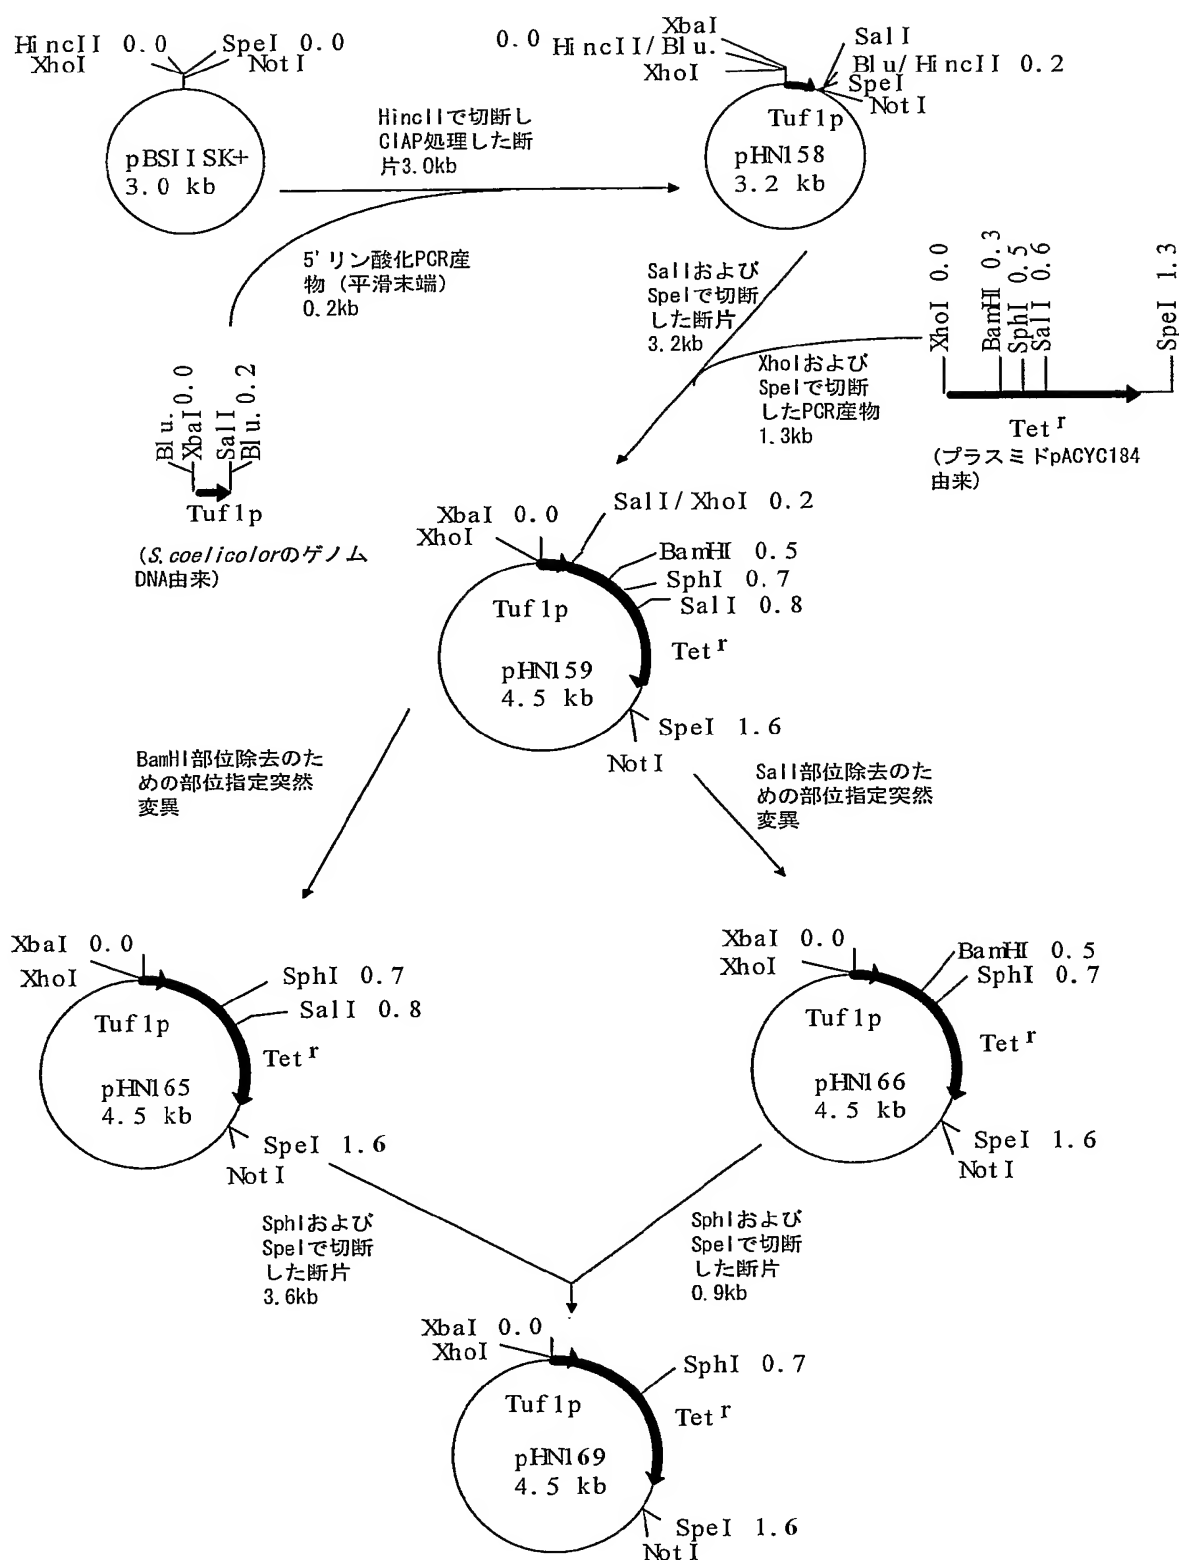 HincII 0.0
XhoI
SpeI 0.0
NotI
pBSIISK+
3.0 kb
HincIIで切断し
CIAP処理した断
片3.0kb
0.0
XbaI
HincII/Blu.
XhoI
SalI
Blu/HincII 0.2
SpeI
NotI
Tuf1p
pHN158
3.2 kb
5'リン酸化PCR産
物（平滑末端）
0.2kb
Blu.
XbaI 0.0
SalI
Blu. 0.2
Tuf1p
(S.coelicolorのゲノム
DNA由来)
SalIおよび
SpeIで切断
した断片
3.2kb
XhoIおよび
SpeIで切断
したPCR産物
1.3kb
XhoI 0.0
BamHI 0.3
SphI 0.5
SalI 0.6
SpeI 1.3
Tet r
(プラスミドpACYC184
由来)
XbaI 0.0
XhoI
SalI/XhoI 0.2
BamHI 0.5
SphI 0.7
SalI 0.8
Tuf1p
Tet r
pHN159
4.5 kb
SpeI 1.6
NotI
BamHI部位除去のた
めの部位指定突然
変異
SalI部位除去のた
めの部位指定突然
変異
XbaI 0.0
XhoI
SphI 0.7
SalI 0.8
Tuf1p
Tet r
pHN165
4.5 kb
SpeI 1.6
NotI
XbaI 0.0
XhoI
BamHI 0.5
SphI 0.7
Tuf1p
Tet r
pHN166
4.5 kb
SpeI 1.6
NotI
SphIおよび
SpeIで切断
した断片
3.6kb
SphIおよび
SpeIで切断
した断片
0.9kb
XbaI 0.0
XhoI
SphI 0.7
Tuf1p
Tet r
pHN169
4.5 kb
SpeI 1.6
NotI